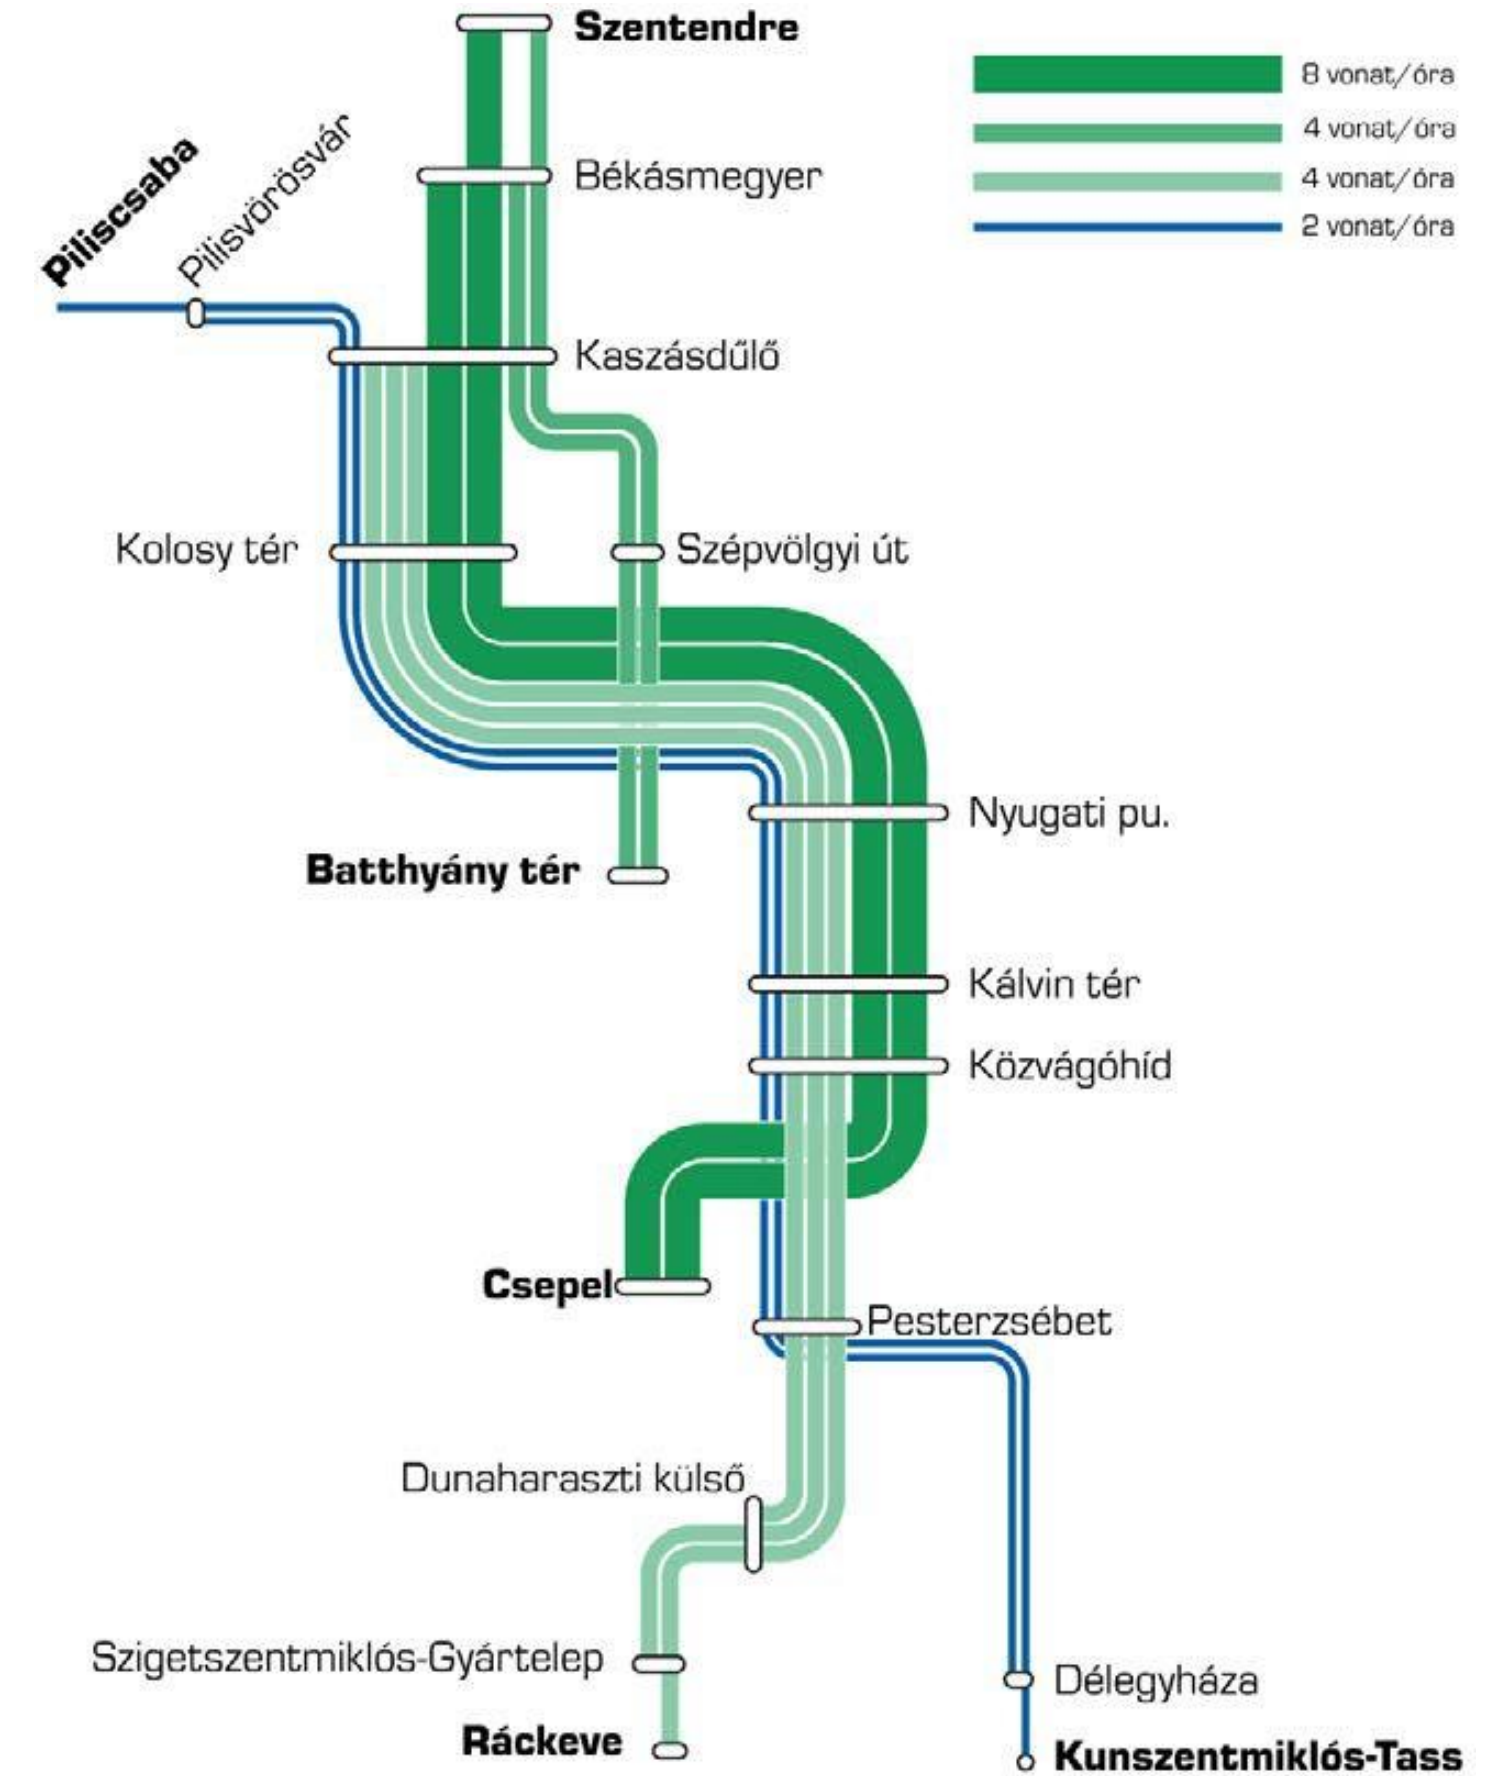 Szentendre
8 vonat/óra
4 vonat/óra
4 vonat/óra
2 vonat/óra
Piliscsaba
Pilisvörösvár
Békásmegyer
Kaszásdűlő
Kolosy tér
Szépvölgyi út
Nyugati pu.
Batthyány tér
Kálvin tér
Közvágóhíd
Csepel
Pesterzsébet
Dunaharaszti külső
Szigetszentmiklós-Gyártelep
Délegyháza
Ráckeve
Kunszentmiklós-Tass